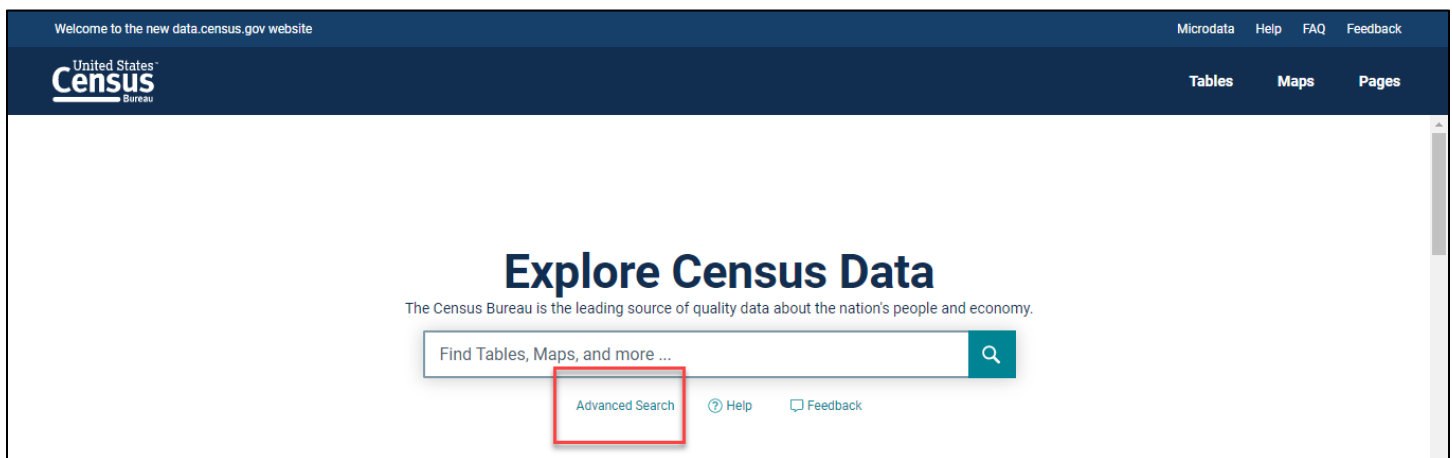 Welcome to the new data.census.gov website
Microdata Help FAQ Feedback
United States™
Census
Bureau
Tables Maps Pages
Explore Census Data
The Census Bureau is the leading source of quality data about the nation's people and economy.
Find Tables, Maps, and more ...
Advanced Search Help Feedback